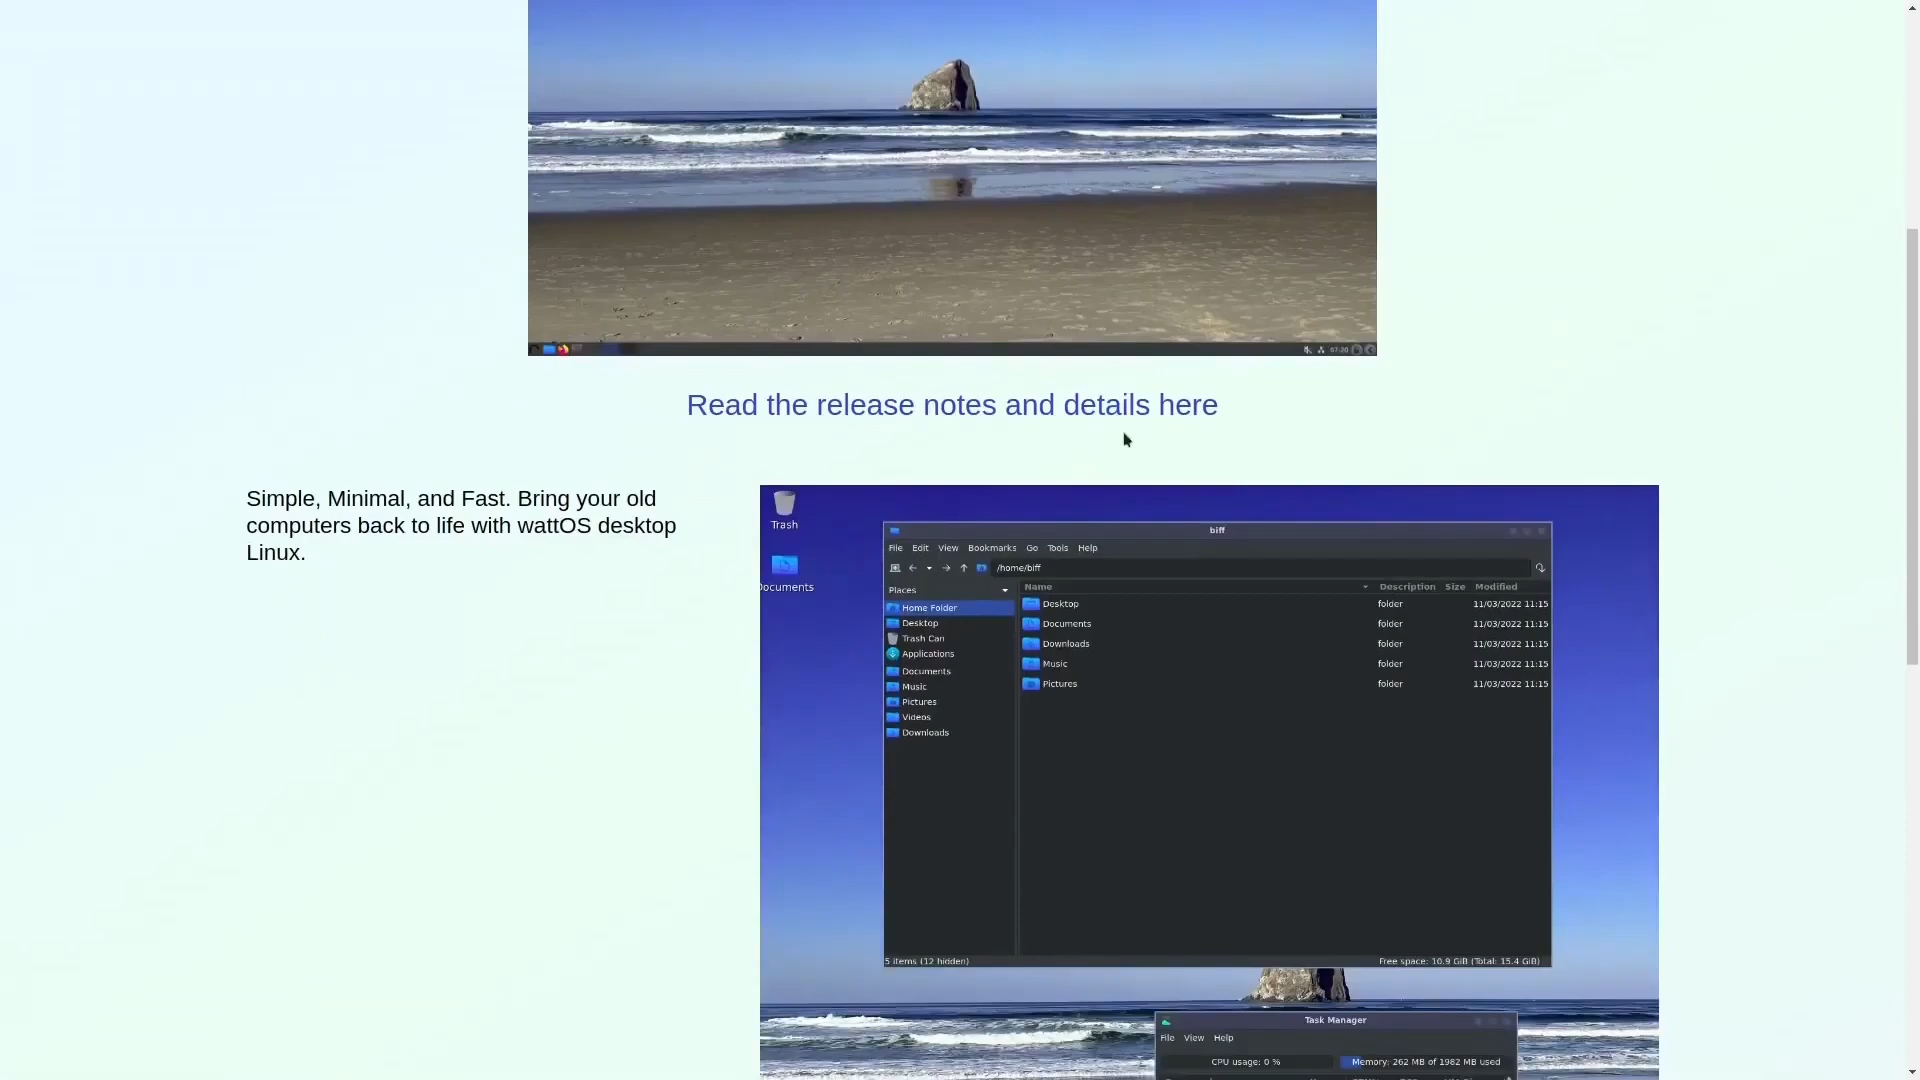 07:20
Read the release notes and details here
Simple, Minimal, and Fast. Bring your old
computers back to life with wattOS desktop
Linux.
Trash
Documents
biff
File Edit View Bookmarks Go Tools Help
/home/biff
Places
Home Folder
Desktop
Trash Can
Applications
Documents
Music
Pictures
Videos
Downloads
Name Description Size Modified
Desktop folder 11/03/2022 11:15
Documents folder 11/03/2022 11:15
Downloads folder 11/03/2022 11:15
Music folder 11/03/2022 11:15
Pictures folder 11/03/2022 11:15
5 items (12 hidden) Free space: 10.9 GiB (Total: 15.4 GiB)
Task Manager
File View Help
CPU usage: 0 % Memory: 262 MB of 1982 MB used